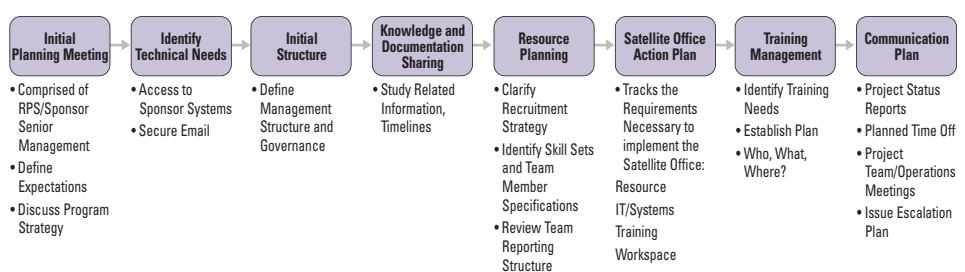 Initial
Planning Meeting
• Comprised of
RPS/Sponsor
Senior
Management
• Define
Expectations
• Discuss Program
Strategy
Identify
Technical Needs
• Access to
Sponsor Systems
• Secure Email
Initial
Structure
• Define
Management
Structure and
Governance
Knowledge and
Documentation
Sharing
• Study Related
Information,
Timelines
Resource
Planning
• Clarify
Recruitment
Strategy
• Identify Skill Sets
and Team
Member
Specifications
• Review Team
Reporting
Structure
Satellite Office
Action Plan
• Tracks the
Requirements
Necessary to
implement the
Satellite Office:
Resource
IT/Systems
Training
Workspace
Training
Management
• Identify Training
Needs
• Establish Plan
• Who, What,
Where?
Communication
Plan
• Project Status
Reports
• Planned Time Off
• Project
Team/Operations
Meetings
• Issue Escalation
Plan